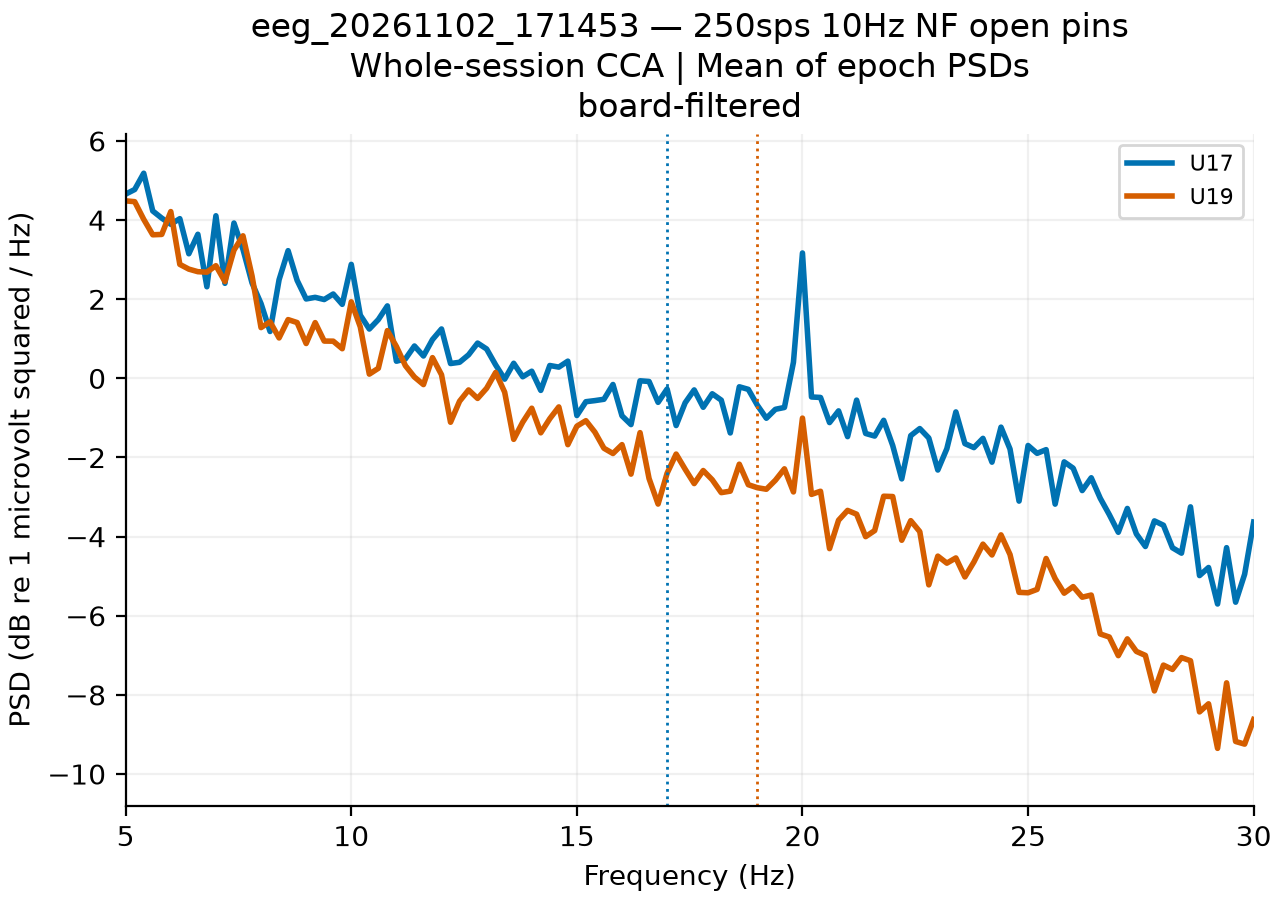 eeg_20261102_171453 — 250sps 10Hz NF open pins
Whole-session CCA | Mean of epoch PSDs
board-filtered
U17
U19
PSD (dB re 1 microvolt squared / Hz)
6
4
2
0
−2
−4
−6
−8
−10
5
10
15
20
25
30
Frequency (Hz)